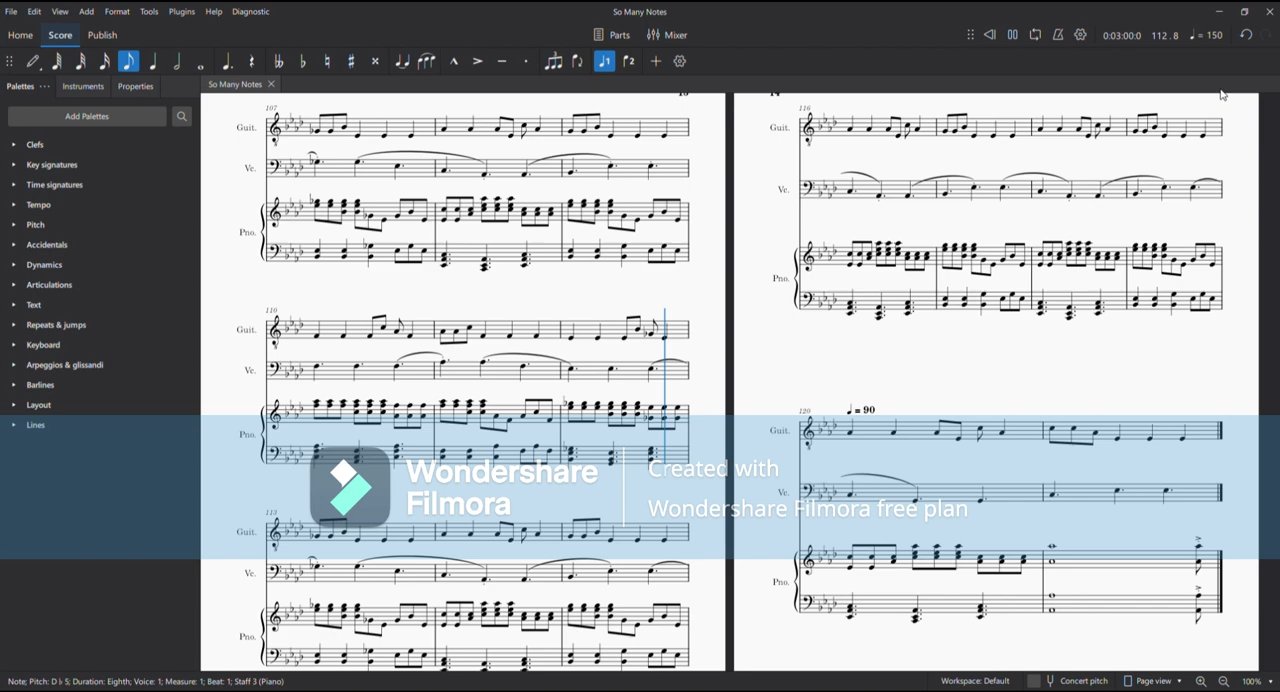 File Edit View Add Format Tools Plugins Help Diagnostic
So Many Notes
Home Score Publish
Parts Mixer
0:03:00:0 112 . 8 ♩ = 150
Palettes Instruments Properties
So Many Notes
Add Palettes
Clefs
Key signatures
Time signatures
Tempo
Pitch
Accidentals
Dynamics
Articulations
Text
Repeats & jumps
Keyboard
Arpeggios & glissandi
Barlines
Layout
Lines
107
Guit.
Vc.
Pno.
110
Guit.
Vc.
Pno.
113
Guit.
Vc.
Pno.
116
Guit.
Vc.
Pno.
120
♩ = 90
Guit.
Vc.
Pno.
Wondershare
Filmora
Created with
Wondershare Filmora free plan
Note; Pitch: D♭5; Duration: Eighth; Voice: 1; Measure: 1; Beat: 1; Staff 3 (Piano)
Workspace: Default Concert pitch Page view 100%